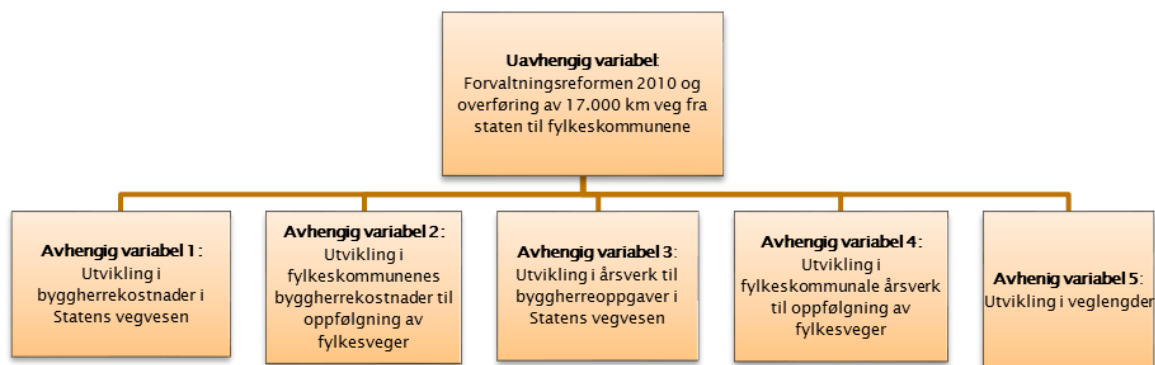 Uavhengig variabel:
Forvaltningsreformen 2010 og
overføring av 17.000 km veg fra
staten til fylkeskommunene
Avhengig variabel 1:
Utvikling i
byggherrekostnader i
Statens vegvesen
Avhengig variabel 2:
Utvikling i
fylkeskommunenes
byggherrekostnader til
oppfølgning av
fylkesveger
Avhengig variabel 3:
Utvikling i årsverk til
byggherreoppgaver i
Statens vegvesen
Avhengig variabel 4:
Utvikling i
fylkeskommunale årsverk
til oppfølgning av
fylkesveger
Avhenig variabel 5:
Utvikling i veglengder